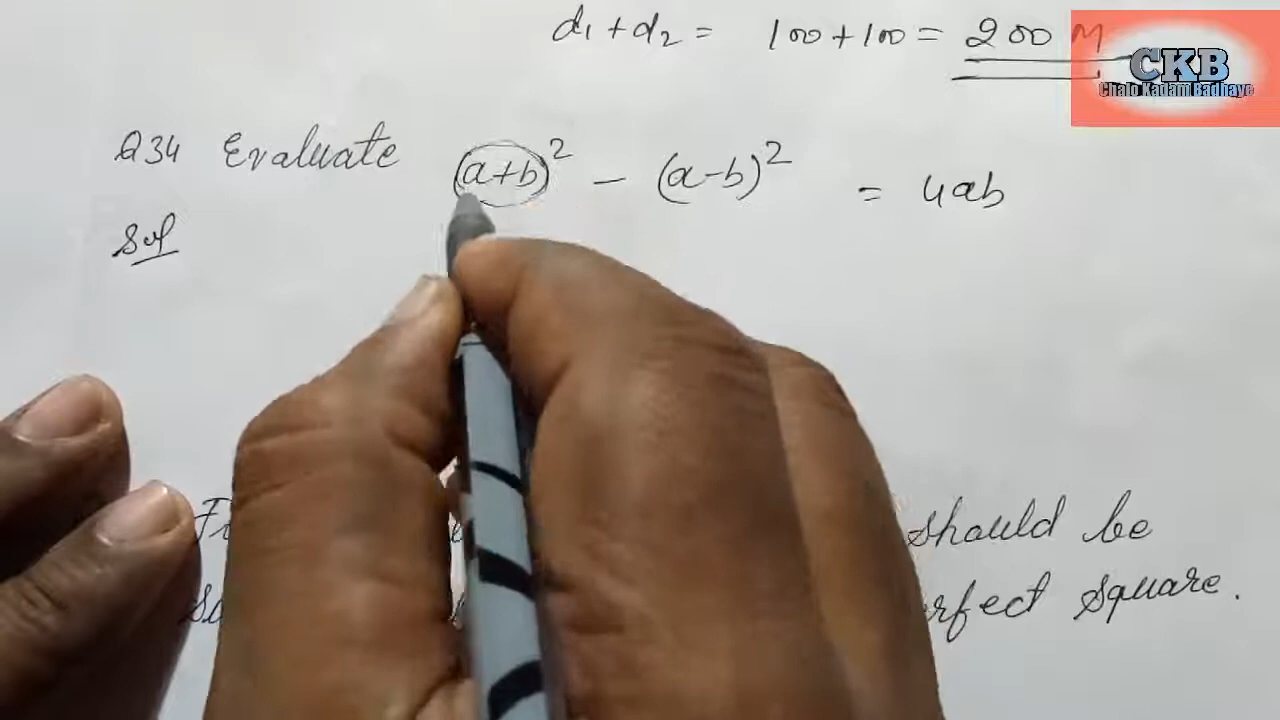 d1 + d2 = 100 + 100 = 200 M
CKB
Chalo Kadam Badhaye
Q34 Evaluate (a+b)² - (a-b)² = 4ab
Sol
should be
Square.